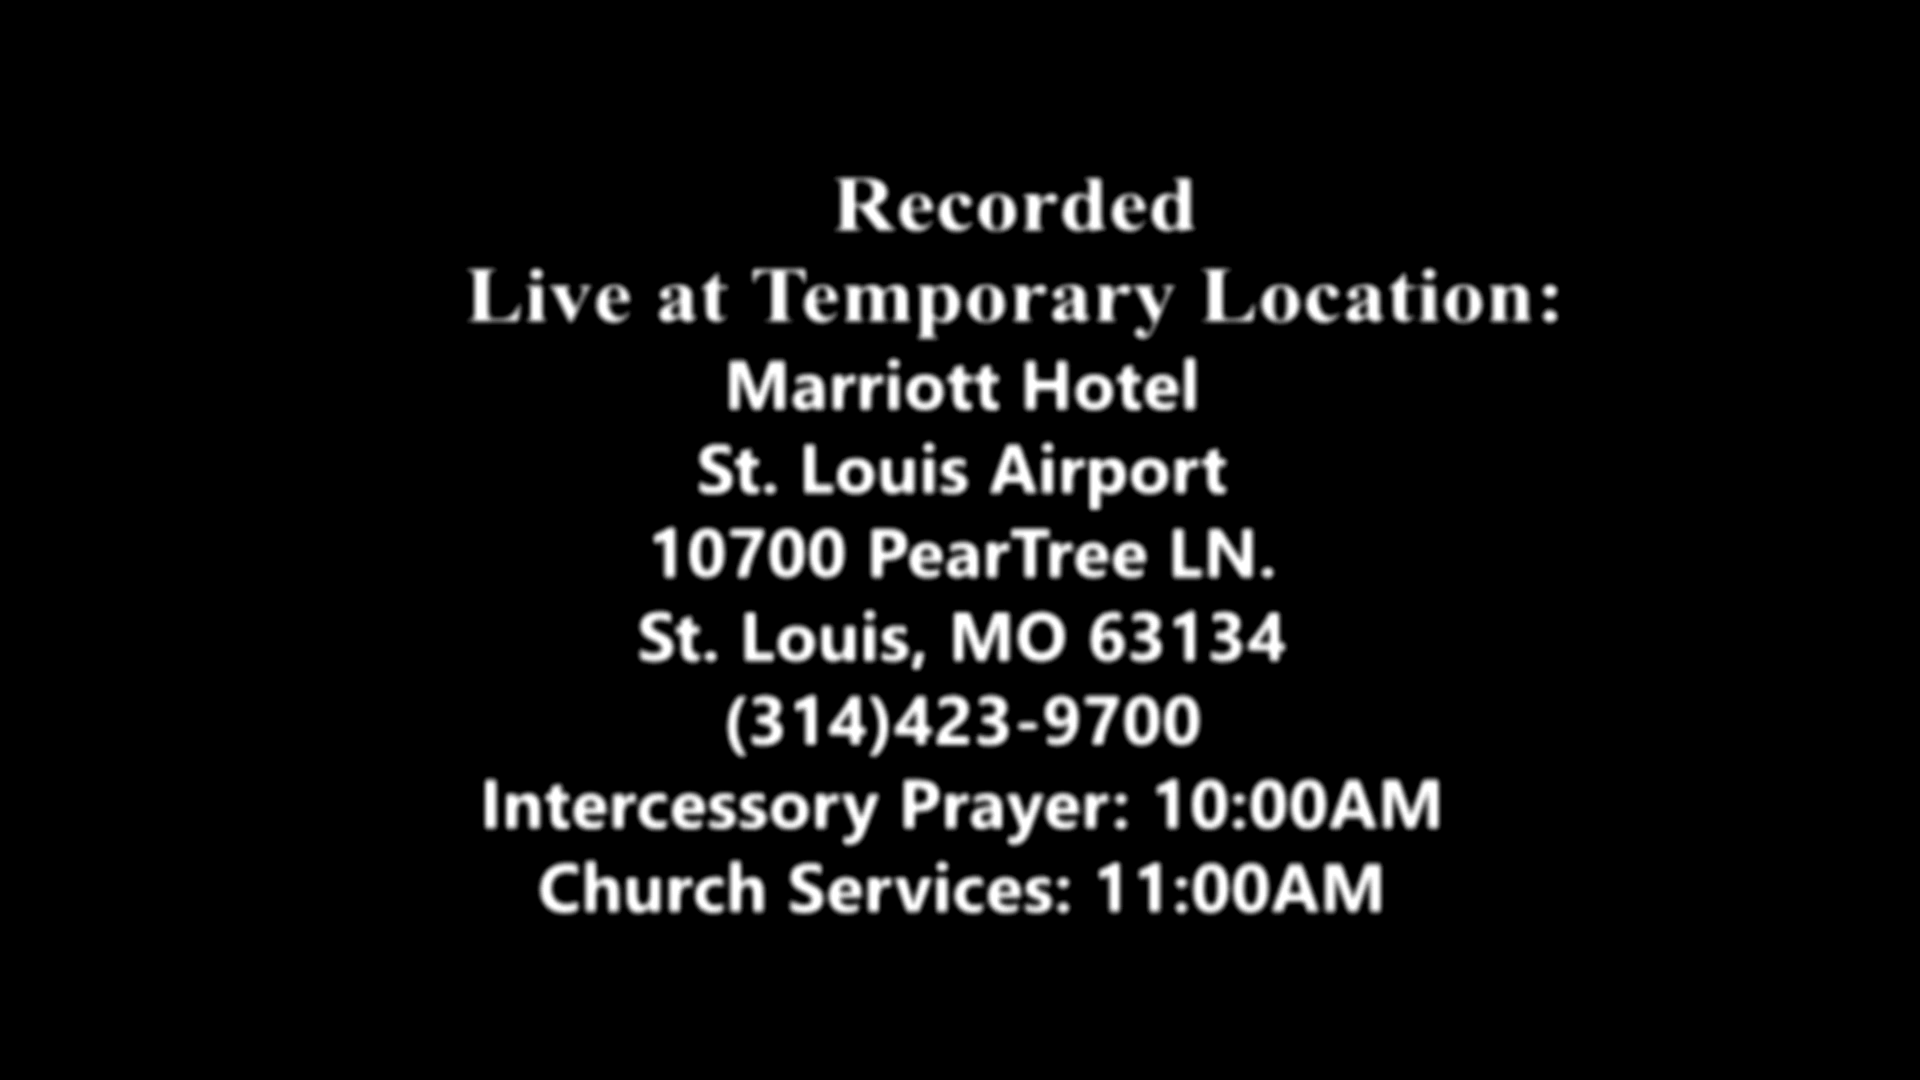 Recorded
Live at Temporary Location:
Marriott Hotel
St. Louis Airport
10700 PearTree LN.
St. Louis, MO 63134
(314)423-9700
Intercessory Prayer: 10:00AM
Church Services: 11:00AM